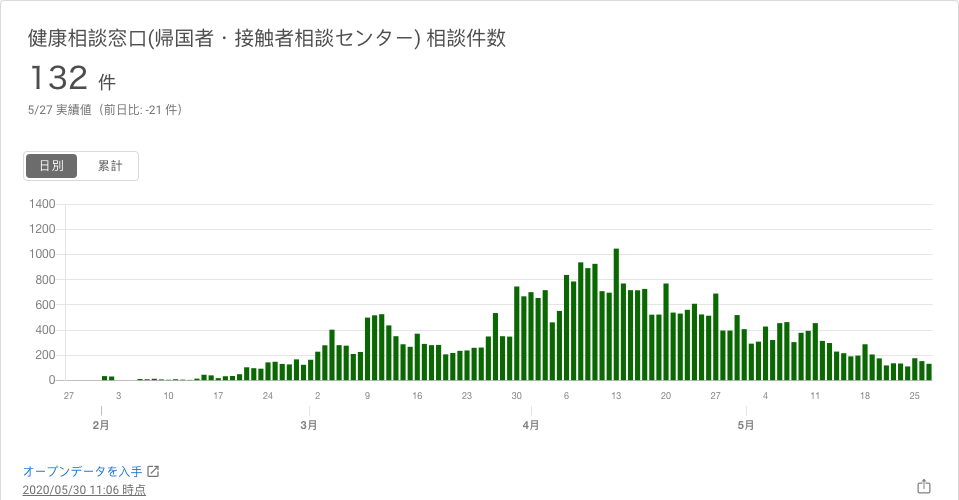 健康相談窓口(帰国者・接触者相談センター) 相談件数
132 件
5/27 実績値（前日比: -21 件）
日別 累計
1400
1200
1000
800
600
400
200
0
27 3 10 17 24 2 9 16 23 30 6 13 20 27 4 11 18 25
2月 3月 4月 5月
オープンデータを入手
2020/05/30 11:06 時点